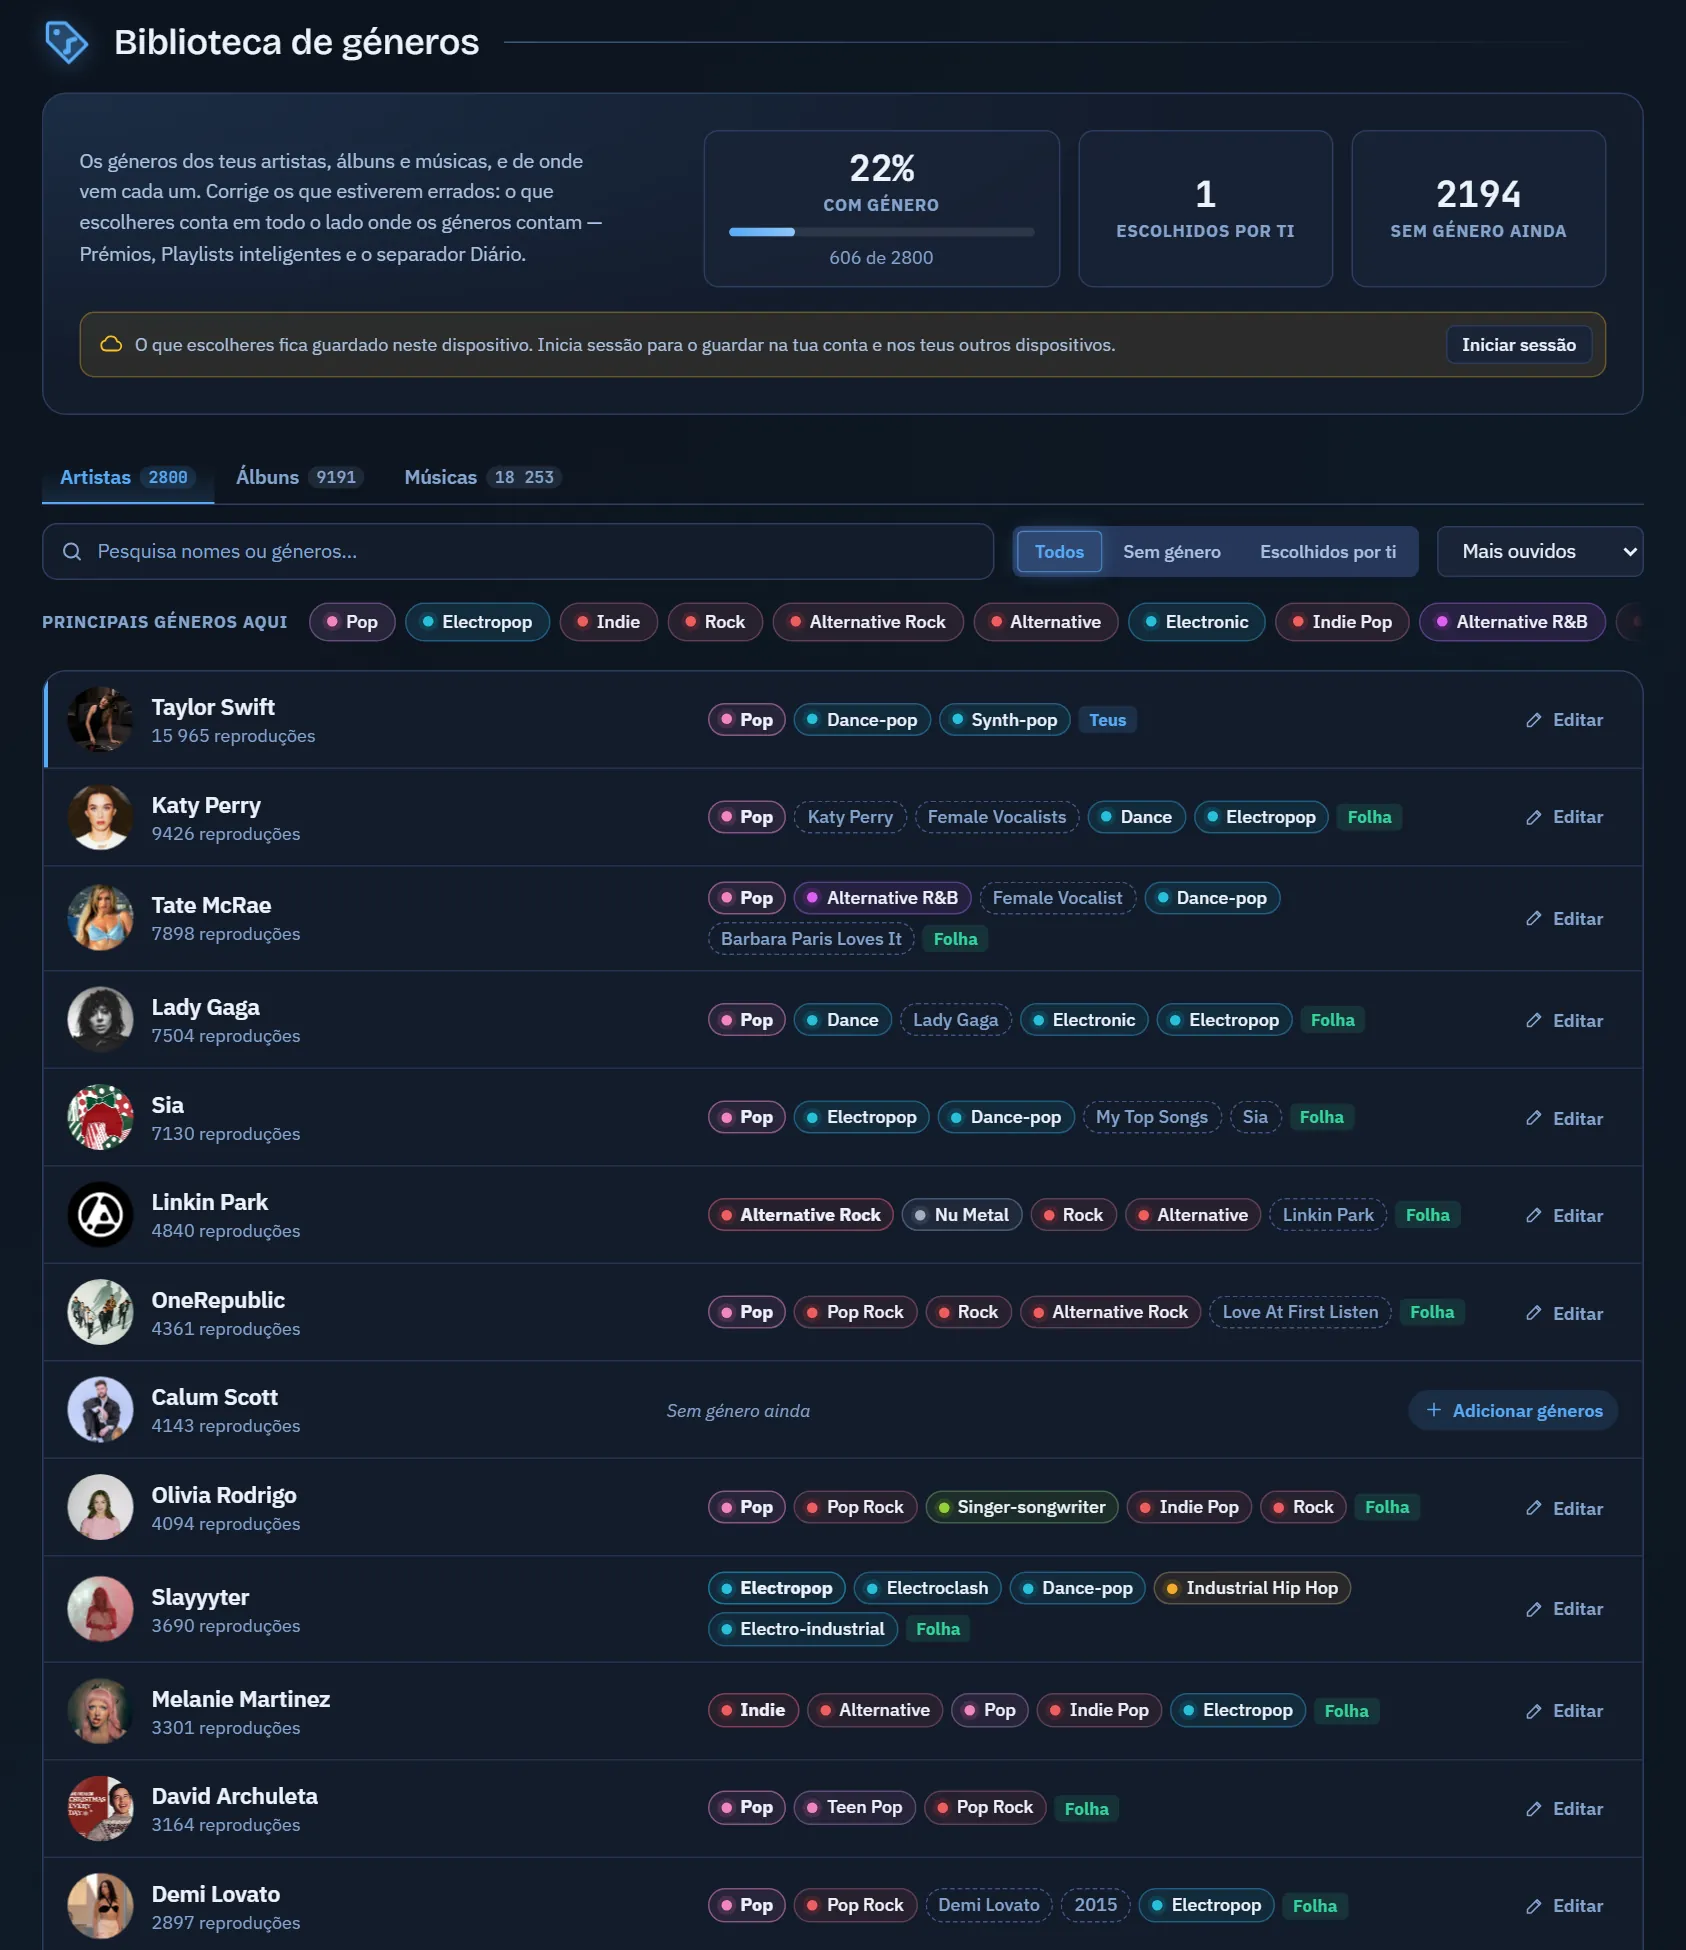 Biblioteca de géneros
Os géneros dos teus artistas, álbuns e músicas, e de onde
vem cada um. Corrige os que estiverem errados: o que
escolheres conta em todo o lado onde os géneros contam —
Prémios, Playlists inteligentes e o separador Diário.
22%
COM GÉNERO
606 de 2800
1
ESCOLHIDOS POR TI
2194
SEM GÉNERO AINDA
O que escolheres fica guardado neste dispositivo. Inicia sessão para o guardar na tua conta e nos teus outros dispositivos.
Iniciar sessão
Artistas 2800 Álbuns 9191 Músicas 18 253
Pesquisa nomes ou géneros...
Todos Sem género Escolhidos por ti
Mais ouvidos
PRINCIPAIS GÉNEROS AQUI Pop Electropop Indie Rock Alternative Rock Alternative Electronic Indie Pop Alternative R&B
Taylor Swift
15 965 reproduções
Pop Dance-pop Synth-pop Teus
Editar
Katy Perry
9426 reproduções
Pop Katy Perry Female Vocalists Dance Electropop Folha
Editar
Tate McRae
7898 reproduções
Pop Alternative R&B Female Vocalist Dance-pop
Barbara Paris Loves It Folha
Editar
Lady Gaga
7504 reproduções
Pop Dance Lady Gaga Electronic Electropop Folha
Editar
Sia
7130 reproduções
Pop Electropop Dance-pop My Top Songs Sia Folha
Editar
Linkin Park
4840 reproduções
Alternative Rock Nu Metal Rock Alternative Linkin Park Folha
Editar
OneRepublic
4361 reproduções
Pop Pop Rock Rock Alternative Rock Love At First Listen Folha
Editar
Calum Scott
4143 reproduções
Sem género ainda
Adicionar géneros
Olivia Rodrigo
4094 reproduções
Pop Pop Rock Singer-songwriter Indie Pop Rock Folha
Editar
Slayyyter
3690 reproduções
Electropop Electroclash Dance-pop Industrial Hip Hop
Electro-industrial Folha
Editar
Melanie Martinez
3301 reproduções
Indie Alternative Pop Indie Pop Electropop Folha
Editar
David Archuleta
3164 reproduções
Pop Teen Pop Pop Rock Folha
Editar
Demi Lovato
2897 reproduções
Pop Pop Rock Demi Lovato 2015 Electropop Folha
Editar